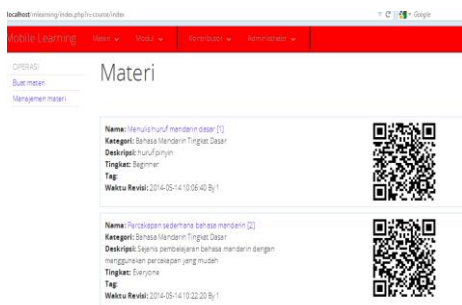 localhost/mlearning/index.php?r=course/index
Google
Mobile Learning
Materi
Modul
Kontributor
Administrator
OPERASI
Buat materi
Manajemen materi
Materi
Nama: Menulis huruf mandarin dasar [1]
Kategori: Bahasa Mandarin Tingkat Dasar
Deskripsi: huruf pinyin
Tingkat: Beginner
Tag:
Waktu Revisi: 2014-05-14 10:06:40 By 1
Nama: Percakapan sederhana bahasa mandarin [2]
Kategori: Bahasa Mandarin Tingkat Dasar
Deskripsi: Sejenis pembelajaran bahasa mandarin dengan
menggunakan percakapan yang mudah
Tingkat: Everyone
Tag:
Waktu Revisi: 2014-05-14 10:22:20 By 1